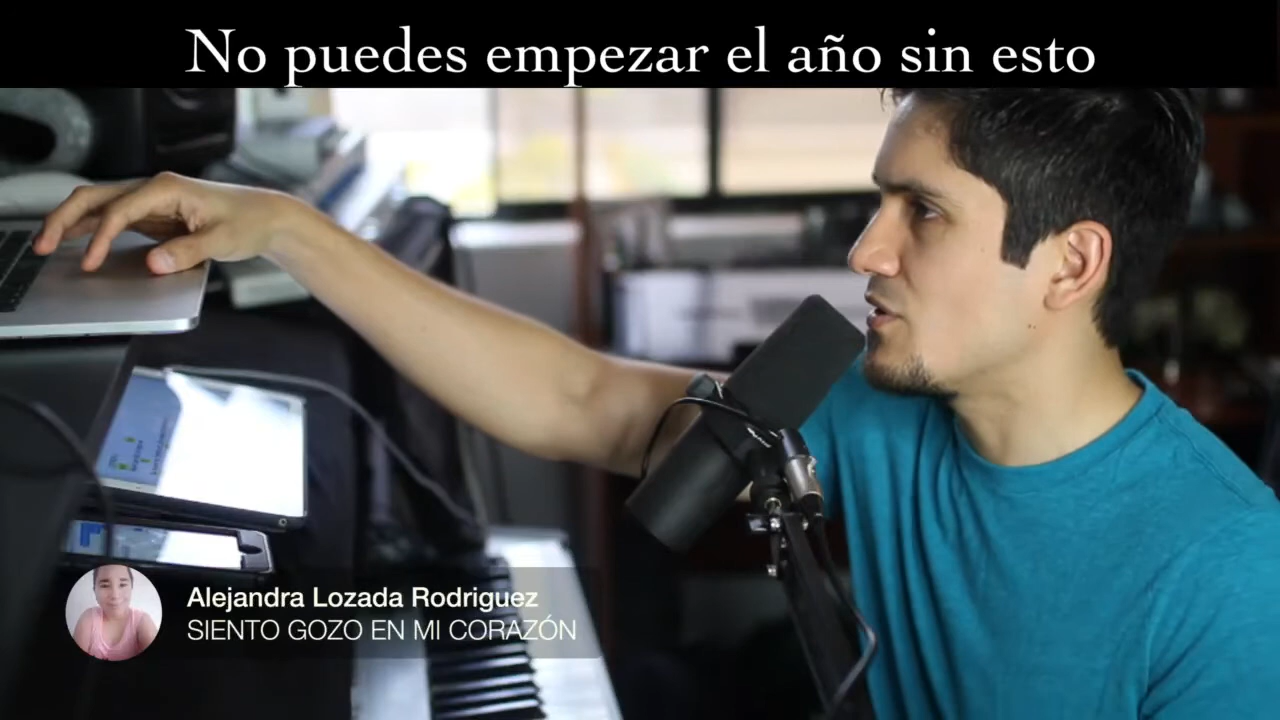 No puedes empezar el año sin esto
Alejandra Lozada Rodriguez
SIENTO GOZO EN MI CORAZÓN